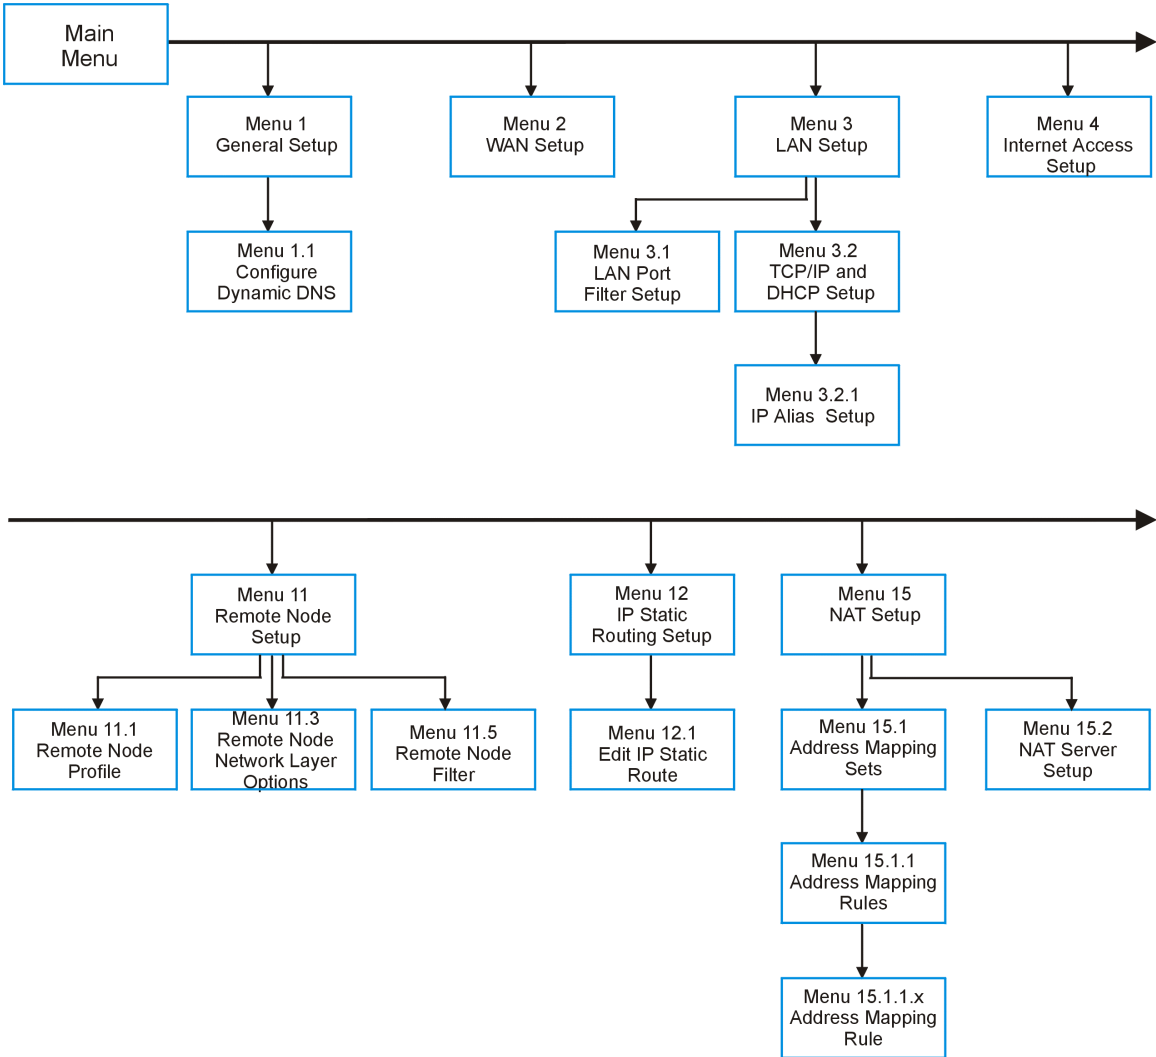 Main
Menu
Menu 1
General Setup
Menu 2
WAN Setup
Menu 3
LAN Setup
Menu 4
Internet Access
Setup
Menu 1.1
Configure
Dynamic DNS
Menu 3.1
LAN Port
Filter Setup
Menu 3.2
TCP/IP and
DHCP Setup
Menu 3.2.1
IP Alias  Setup
Menu 11
Remote Node
Setup
Menu 12
IP Static
Routing Setup
Menu 15
NAT Setup
Menu 11.1
Remote Node
Profile
Menu 11.3
Remote Node
Network Layer
Options
Menu 11.5
Remote Node
Filter
Menu 12.1
Edit IP Static
Route
Menu 15.1
Address Mapping
Sets
Menu 15.2
NAT Server
Setup
Menu 15.1.1
Address Mapping
Rules
Menu 15.1.1.x
Address Mapping
Rule